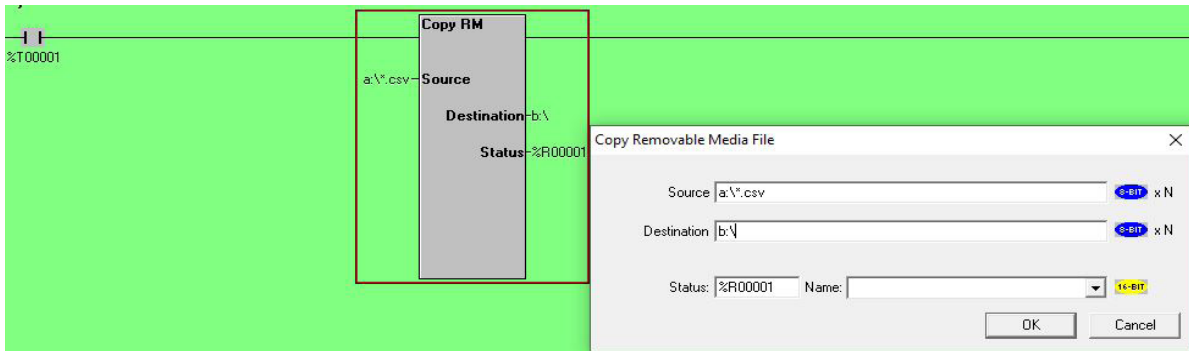 Copy RM
%T00001
a:\*.csv Source
Destination b:\
Status %R00001
Copy Removable Media File
Source a:\*.csv 8-BIT x N
Destination b:\ 8-BIT x N
Status: %R00001 Name: 16-BIT
OK Cancel